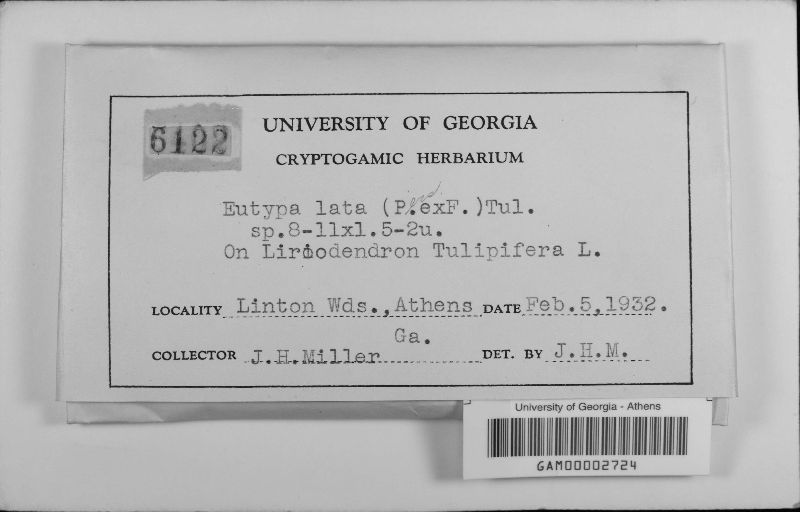 6122
UNIVERSITY OF GEORGIA
CRYPTOGAMIC HERBARIUM
Eutypa lata (P.exF.)Tul.
sp.8-11x1.5-2u.
On Liriodendron Tulipifera L.
LOCALITY Linton Wds., Athens DATE Feb.5,1932.
Ga.
COLLECTOR J.H.Miller DET. BY J.H.M.
University of Georgia - Athens
GAM00002724